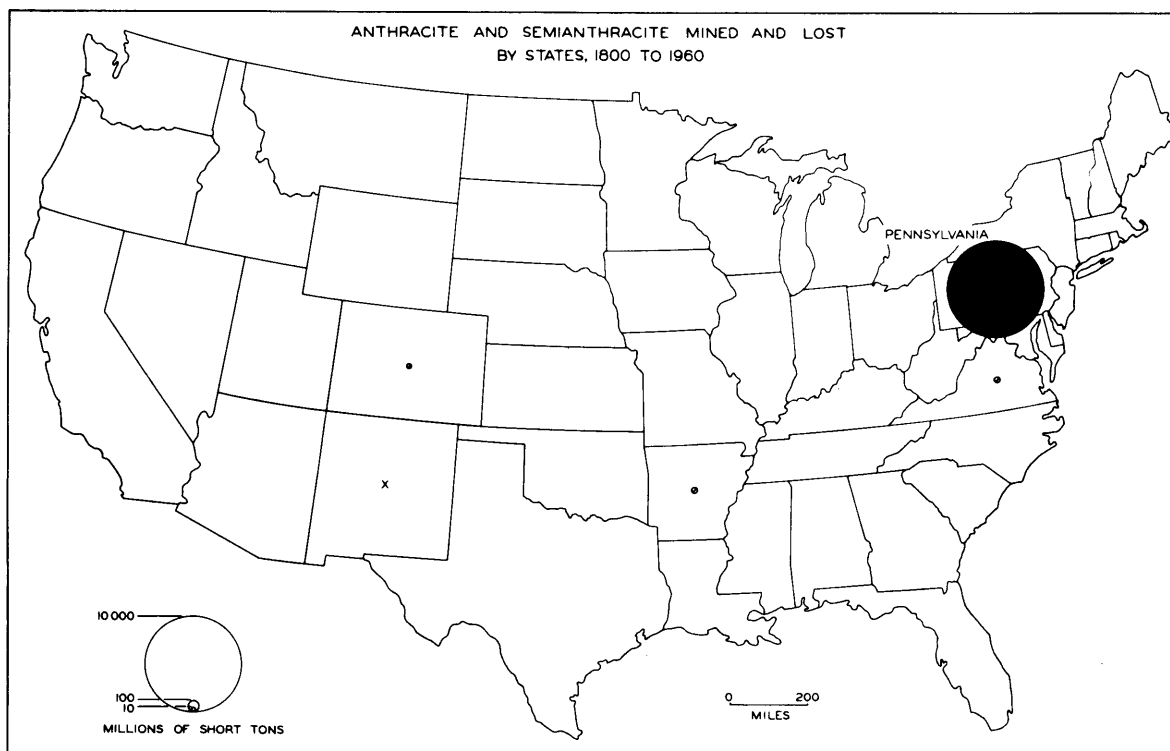 ANTHRACITE AND SEMIANTHRACITE MINED AND LOST
BY STATES, 1800 TO 1960
PENNSYLVANIA
X
10 000
100
10
MILLIONS OF SHORT TONS
0 200
MILES